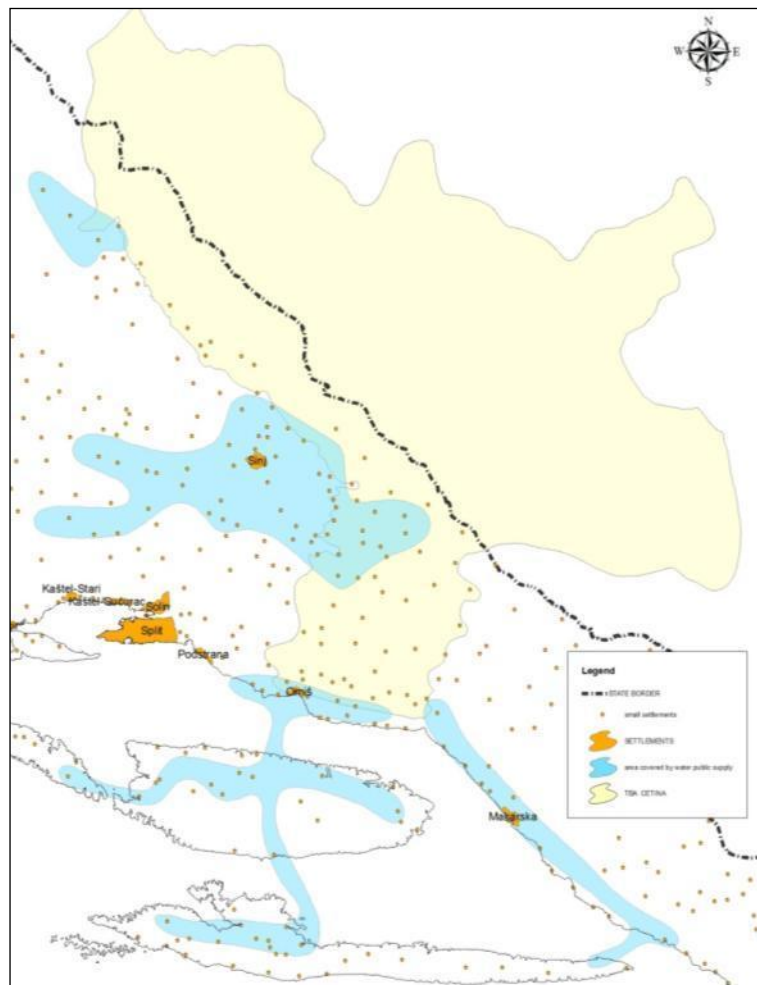 N
W E
S
Sinj
Kaštel-Stari
Kaštel-Sućurac
Solin
Split
Podstrana
Omiš
Makarska
Legend
STATE BORDER
small settlements
SETTLEMENTS
area covered by water public supply
TBA CETINA